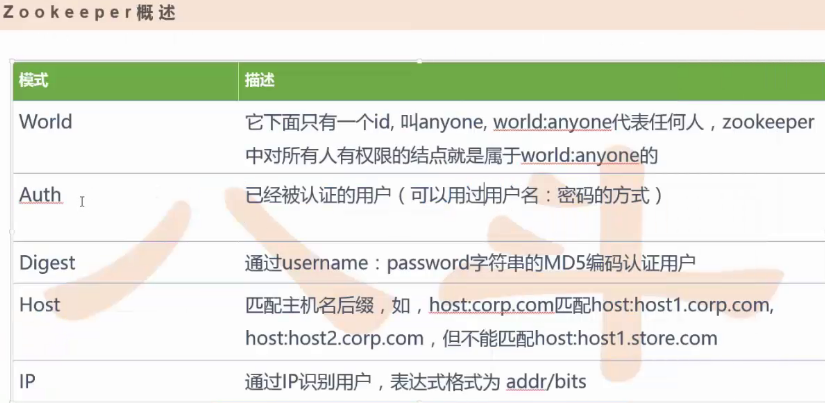 Zookeeper概述
模式 描述
World 它下面只有一个id, 叫anyone, world:anyone代表任何人，zookeeper
中对所有人有权限的结点就是属于world:anyone的
Auth 已经被认证的用户（可以用过用户名：密码的方式）
Digest 通过username：password字符串的MD5编码认证用户
Host 匹配主机名后缀，如，host:corp.com匹配host:host1.corp.com,
host:host2.corp.com，但不能匹配host:host1.store.com
IP 通过IP识别用户，表达式格式为 addr/bits
八斗